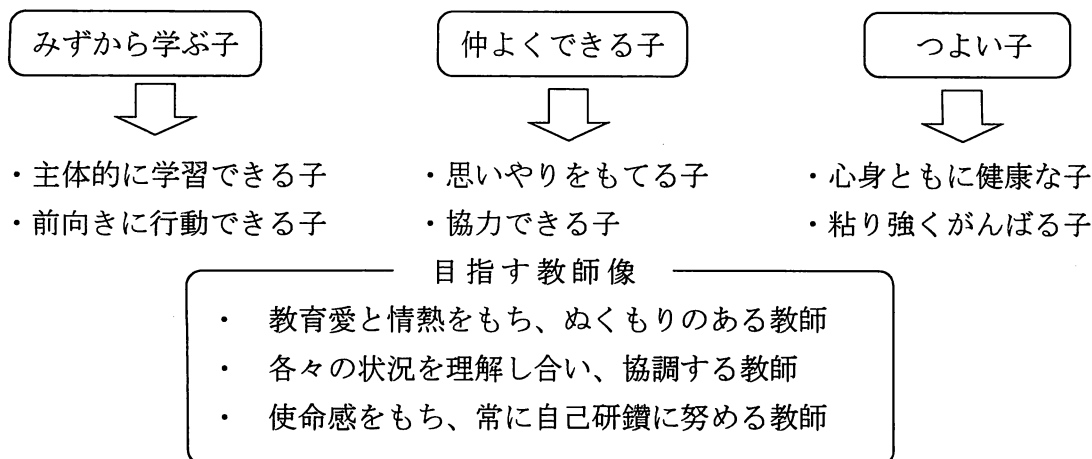 みずから学ぶ子
仲よくできる子
つよい子
・主体的に学習できる子
・前向きに行動できる子
・思いやりをもてる子
・協力できる子
・心身ともに健康な子
・粘り強くがんばる子
目指す教師像
・ 教育愛と情熱をもち、ぬくもりのある教師
・ 各々の状況を理解し合い、協調する教師
・ 使命感をもち、常に自己研鑽に努める教師